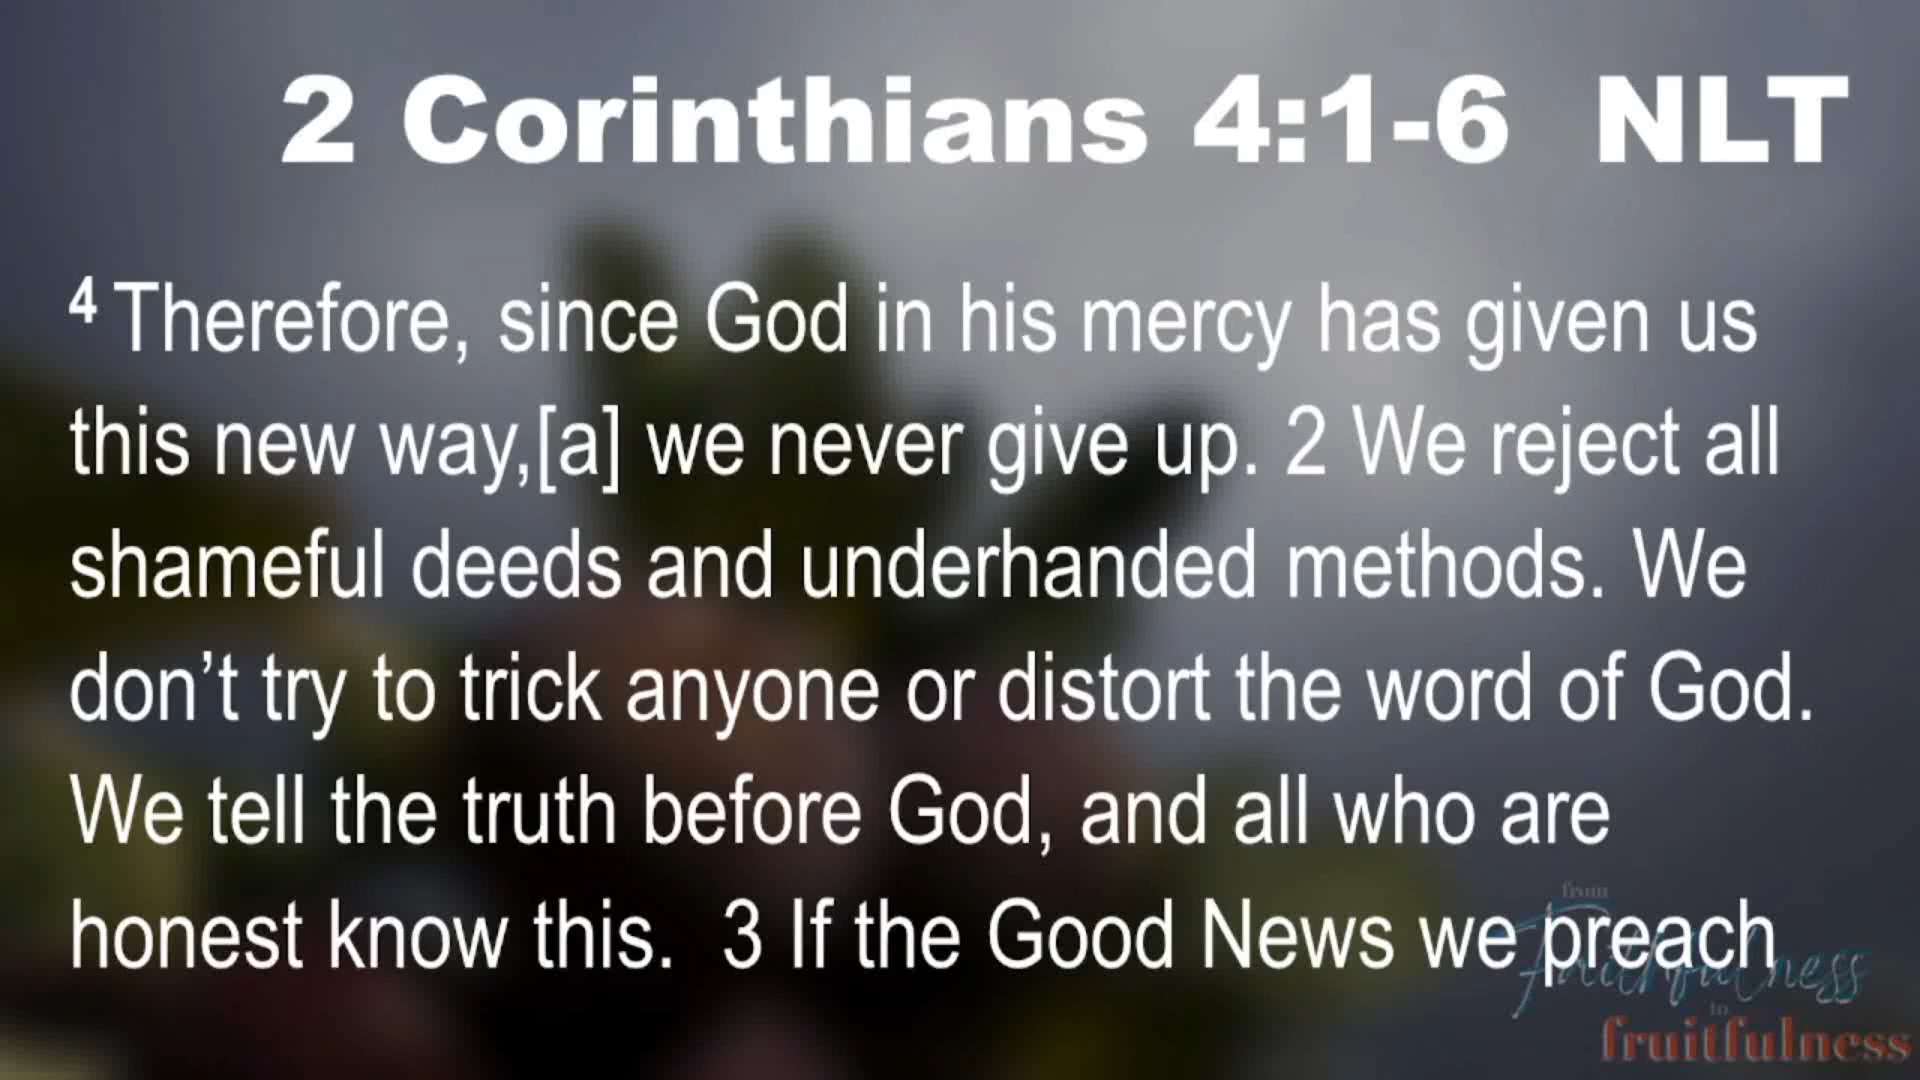 2 Corinthians 4:1-6 NLT
4 Therefore, since God in his mercy has given us
this new way,[a] we never give up. 2 We reject all
shameful deeds and underhanded methods. We
don’t try to trick anyone or distort the word of God.
We tell the truth before God, and all who are
honest know this. 3 If the Good News we preach
from
Faithfulness
to
fruitfulness